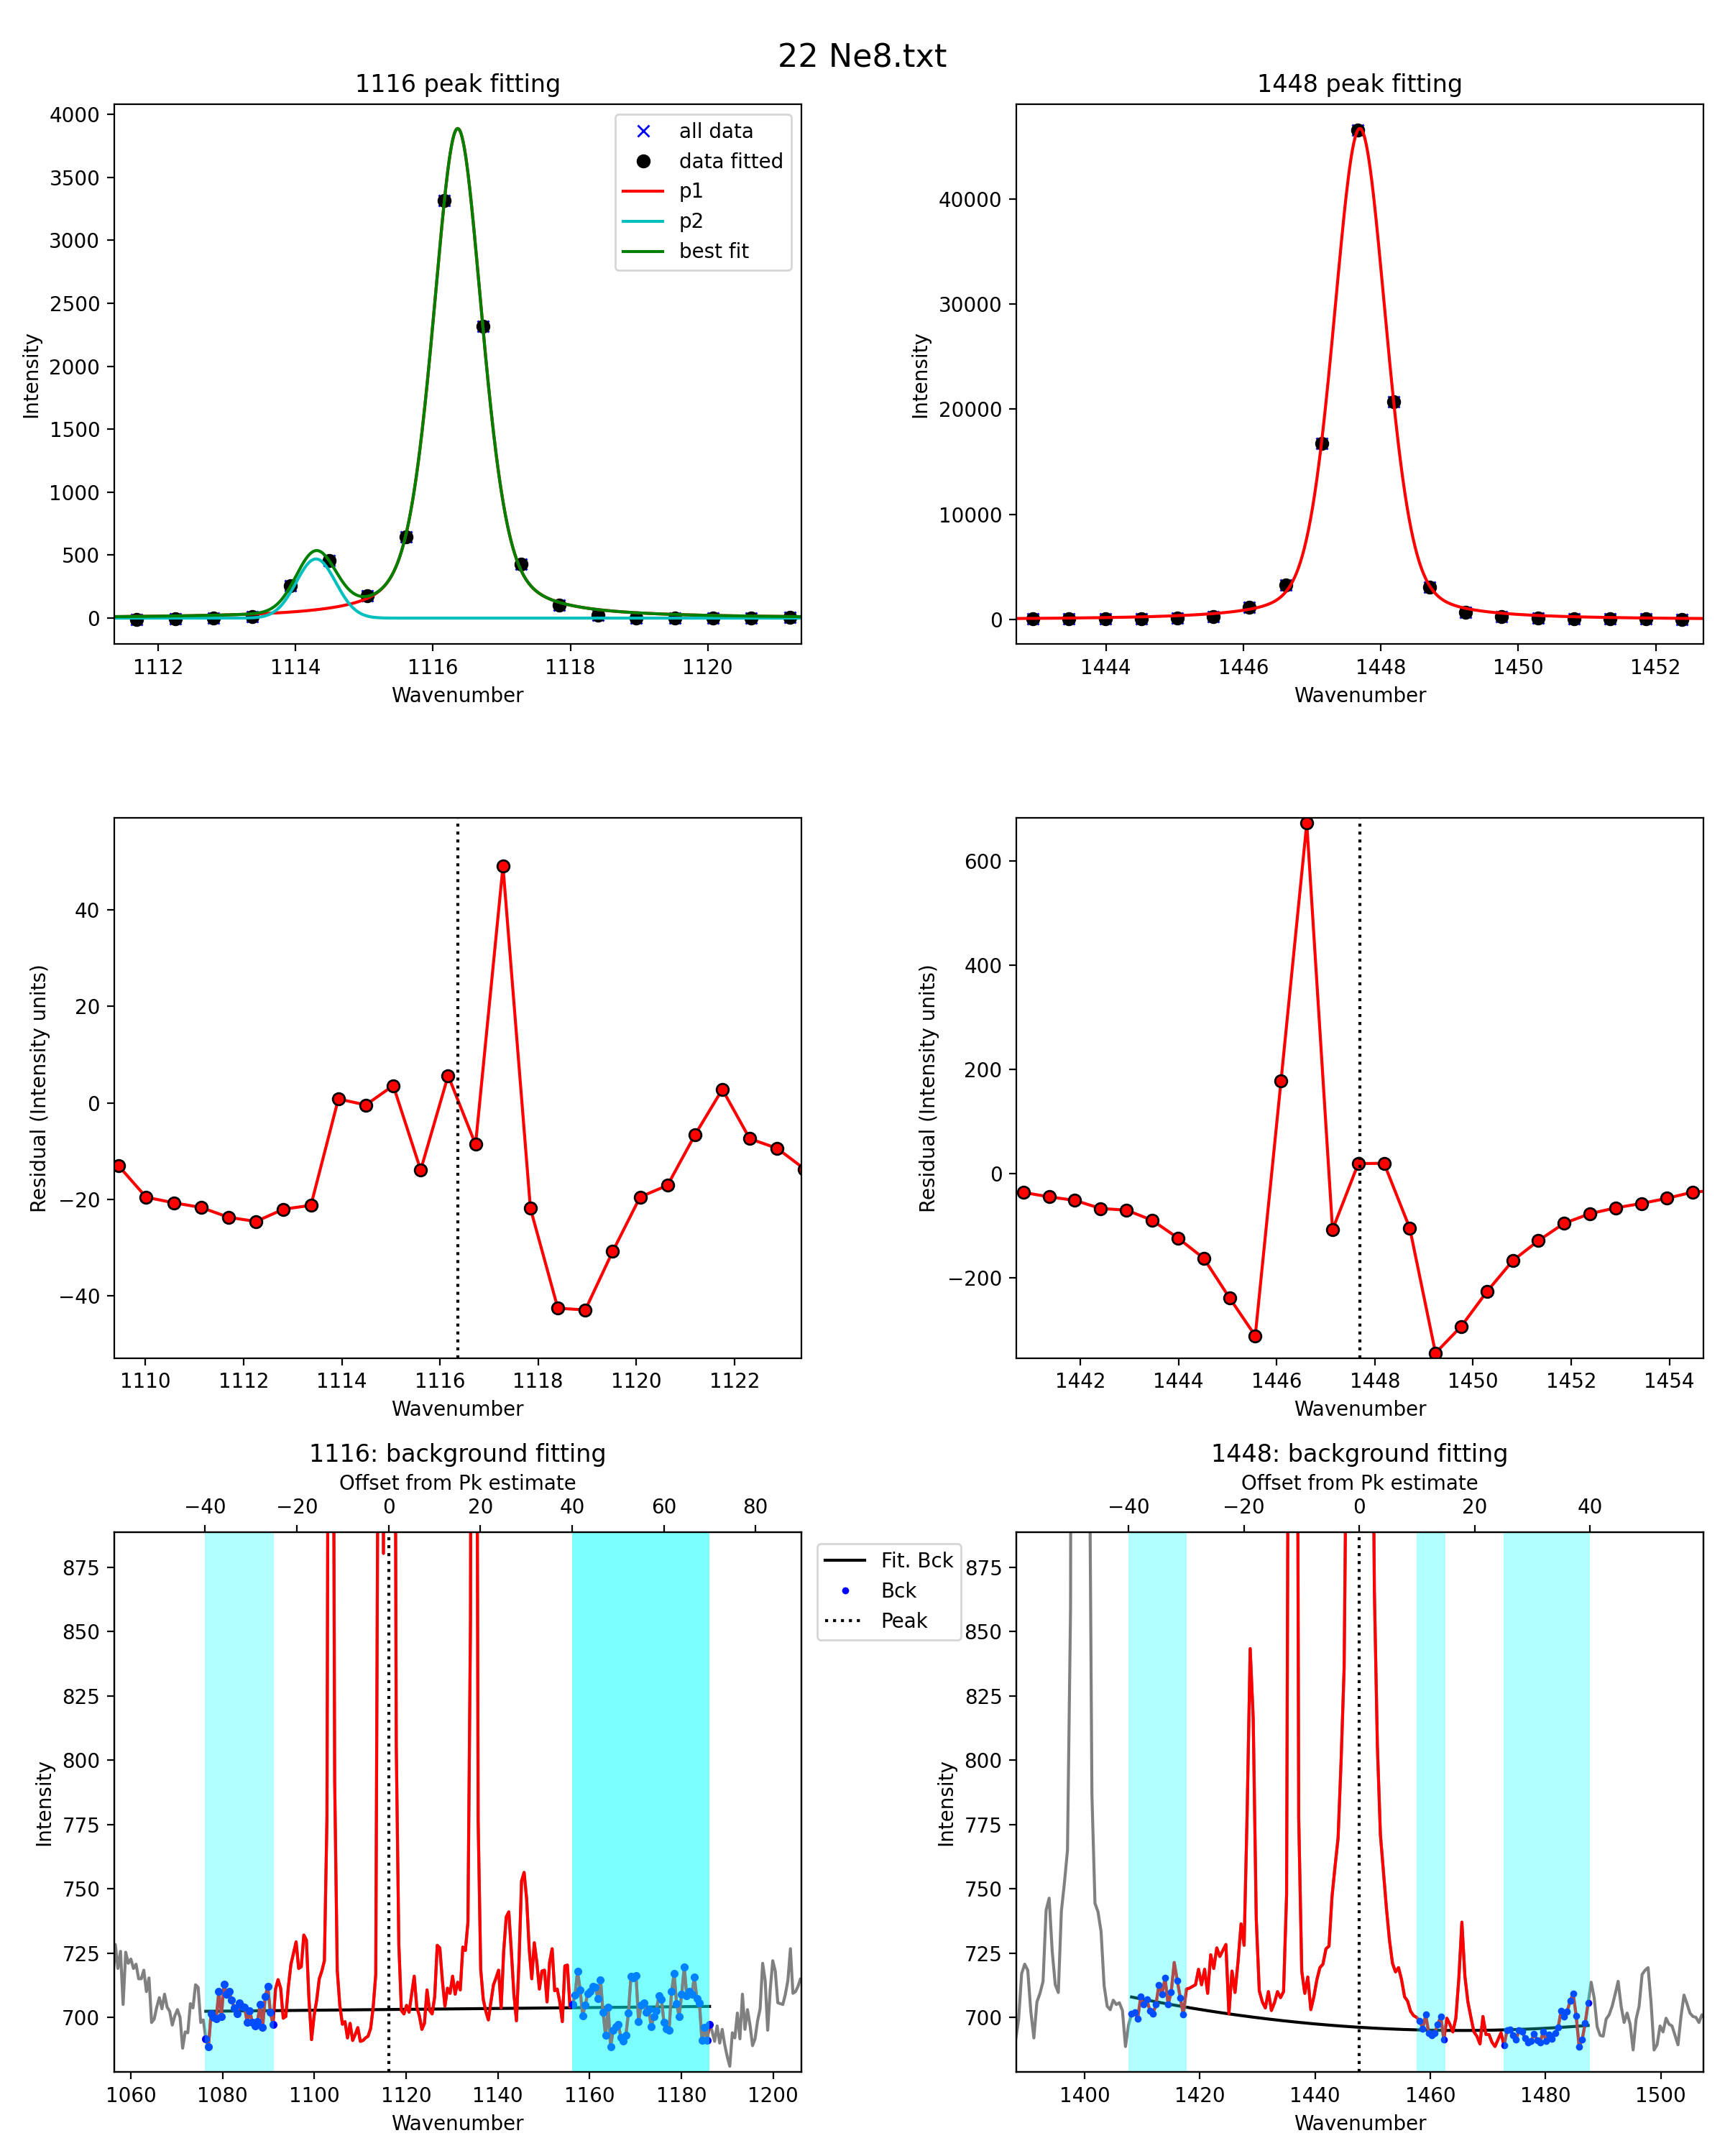 22 Ne8.txt
1116 peak fitting
4000
3500
3000
2500
2000
1500
1000
500
0
Intensity
all data
data fitted
p1
p2
best fit
1112 1114 1116 1118 1120
Wavenumber
1448 peak fitting
40000
30000
20000
10000
0
Intensity
1444 1446 1448 1450 1452
Wavenumber
40
20
0
−20
−40
Residual (Intensity units)
1110 1112 1114 1116 1118 1120 1122
Wavenumber
600
400
200
0
−200
Residual (Intensity units)
1442 1444 1446 1448 1450 1452 1454
Wavenumber
1116: background fitting
Offset from Pk estimate
−40 −20 0 20 40 60 80
875
850
825
800
775
750
725
700
Intensity
1060 1080 1100 1120 1140 1160 1180 1200
Wavenumber
Fit. Bck
Bck
Peak
1448: background fitting
Offset from Pk estimate
−40 −20 0 20 40
875
850
825
800
775
750
725
700
Intensity
1400 1420 1440 1460 1480 1500
Wavenumber